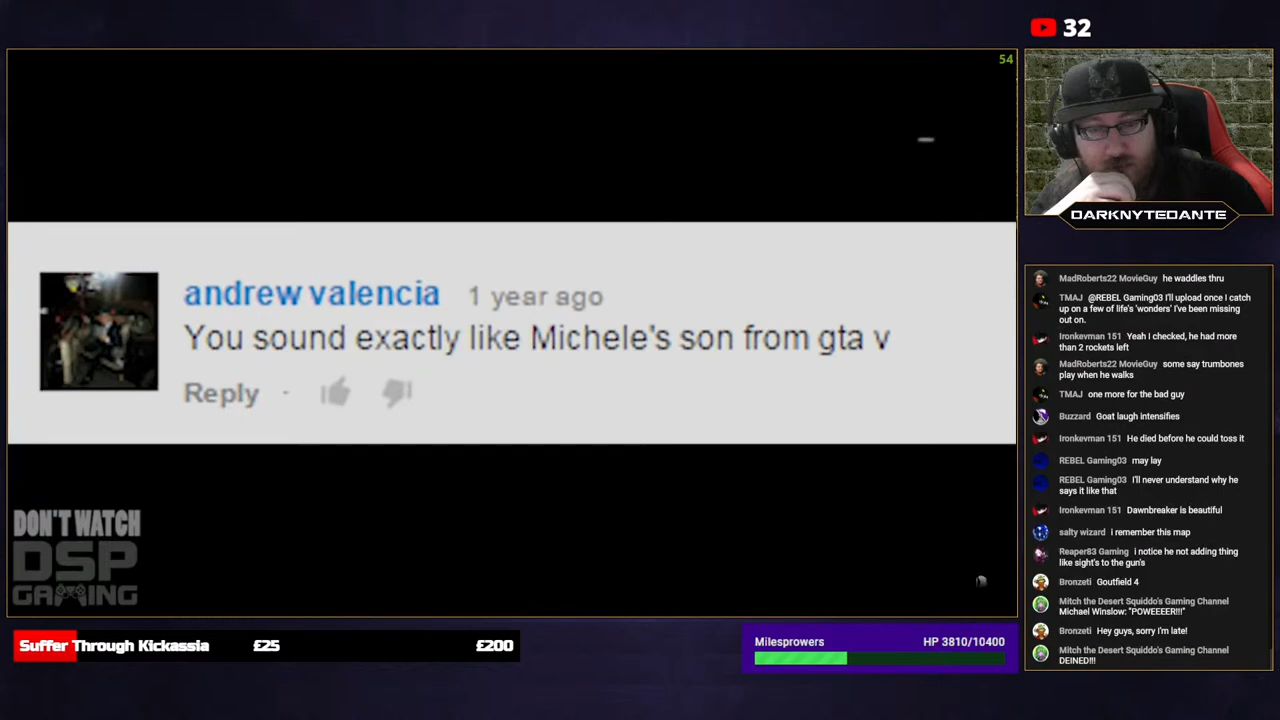 32
54
andrew valencia 1 year ago
You sound exactly like Michele's son from gta v
Reply ·
DON'T WATCH
DSP
GAMING
DARKNYTEDANTE
MadRoberts22 MovieGuy he waddles thru
TMAJ @REBEL Gaming03 I'll upload once I catch
up on a few of life's 'wonders' I've been missing
out on.
Ironkevman 151 Yeah I checked, he had more
than 2 rockets left
MadRoberts22 MovieGuy some say trumbones
play when he walks
TMAJ one more for the bad guy
Buzzard Goat laugh intensifies
Ironkevman 151 He died before he could toss it
REBEL Gaming03 may lay
REBEL Gaming03 I'll never understand why he
says it like that
Ironkevman 151 Dawnbreaker is beautiful
salty wizard i remember this map
Reaper83 Gaming i notice he not adding thing
like sight's to the gun's
Bronzeti Goutfield 4
Mitch the Desert Squiddo's Gaming Channel
Michael Winslow: "POWEEEER!!!"
Bronzeti Hey guys, sorry I'm late!
Mitch the Desert Squiddo's Gaming Channel
DEINED!!!
Suffer Through Kickassia £25 £200
Milesprowers HP 3810/10400